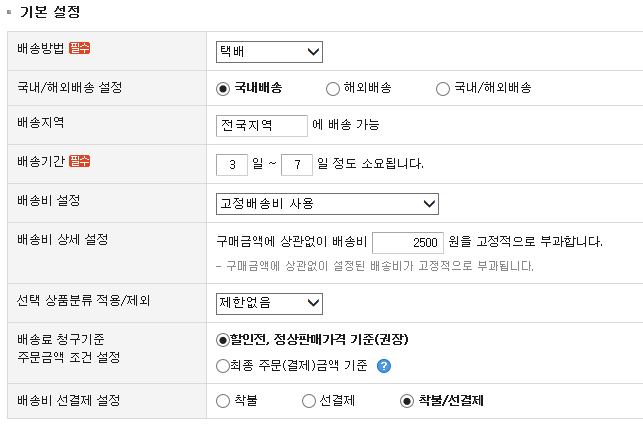 기본 설정
배송방법 필수 택배
국내/해외배송 설정 국내배송 해외배송 국내/해외배송
배송지역 전국지역 에 배송 가능
배송기간 필수 3 일 ~ 7 일 정도 소요됩니다.
배송비 설정 고정배송비 사용
배송비 상세 설정 구매금액에 상관없이 배송비 2500 원을 고정적으로 부과합니다.
- 구매금액에 상관없이 설정된 배송비가 고정적으로 부과됩니다.
선택 상품분류 적용/제외 제한없음
배송료 청구기준 할인전, 정상판매가격 기준(권장)
주문금액 조건 설정 최종 주문(결제)금액 기준 ?
배송비 선결제 설정 착불 선결제 착불/선결제